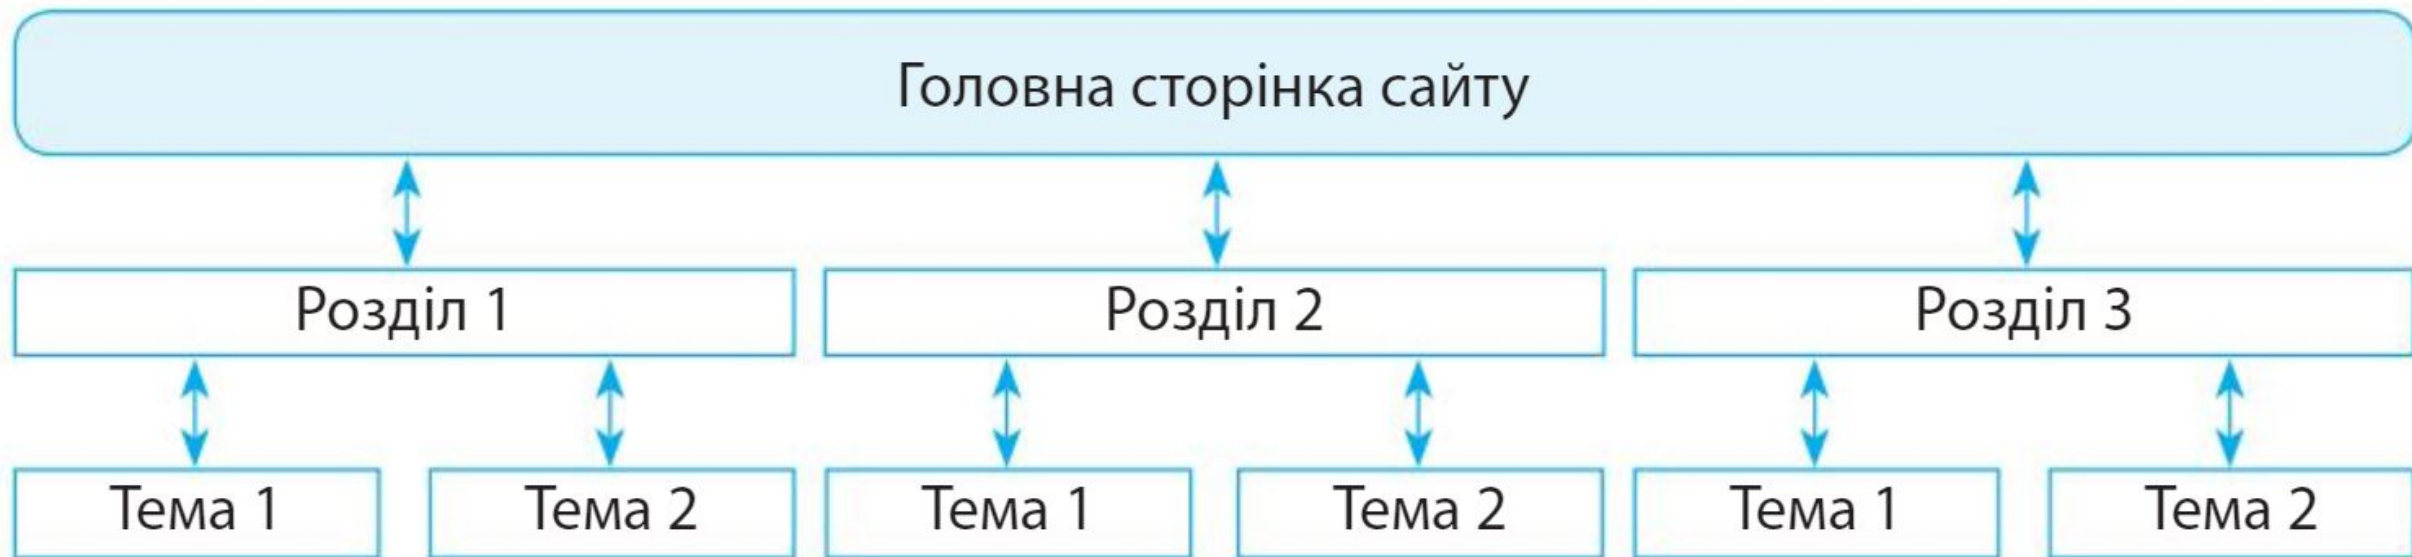 Головна сторінка сайту
Розділ 1
Розділ 2
Розділ 3
Тема 1
Тема 2
Тема 1
Тема 2
Тема 1
Тема 2